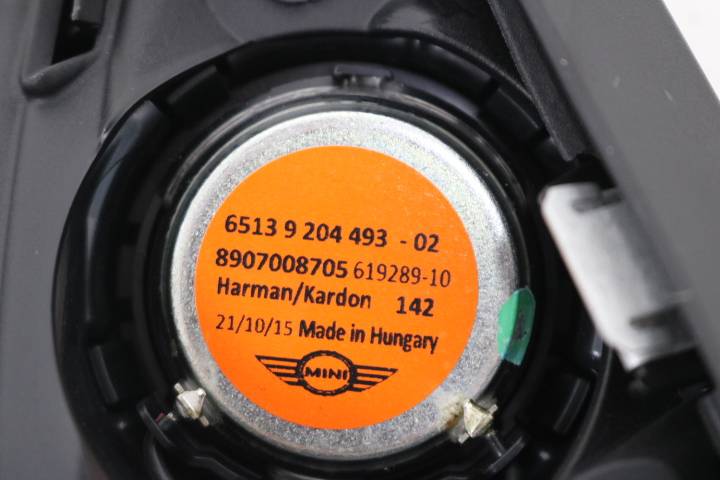 6513 9 204 493 - 02
8907008705 619289-10
Harman/Kardon 142
21/10/15 Made in Hungary
MINI